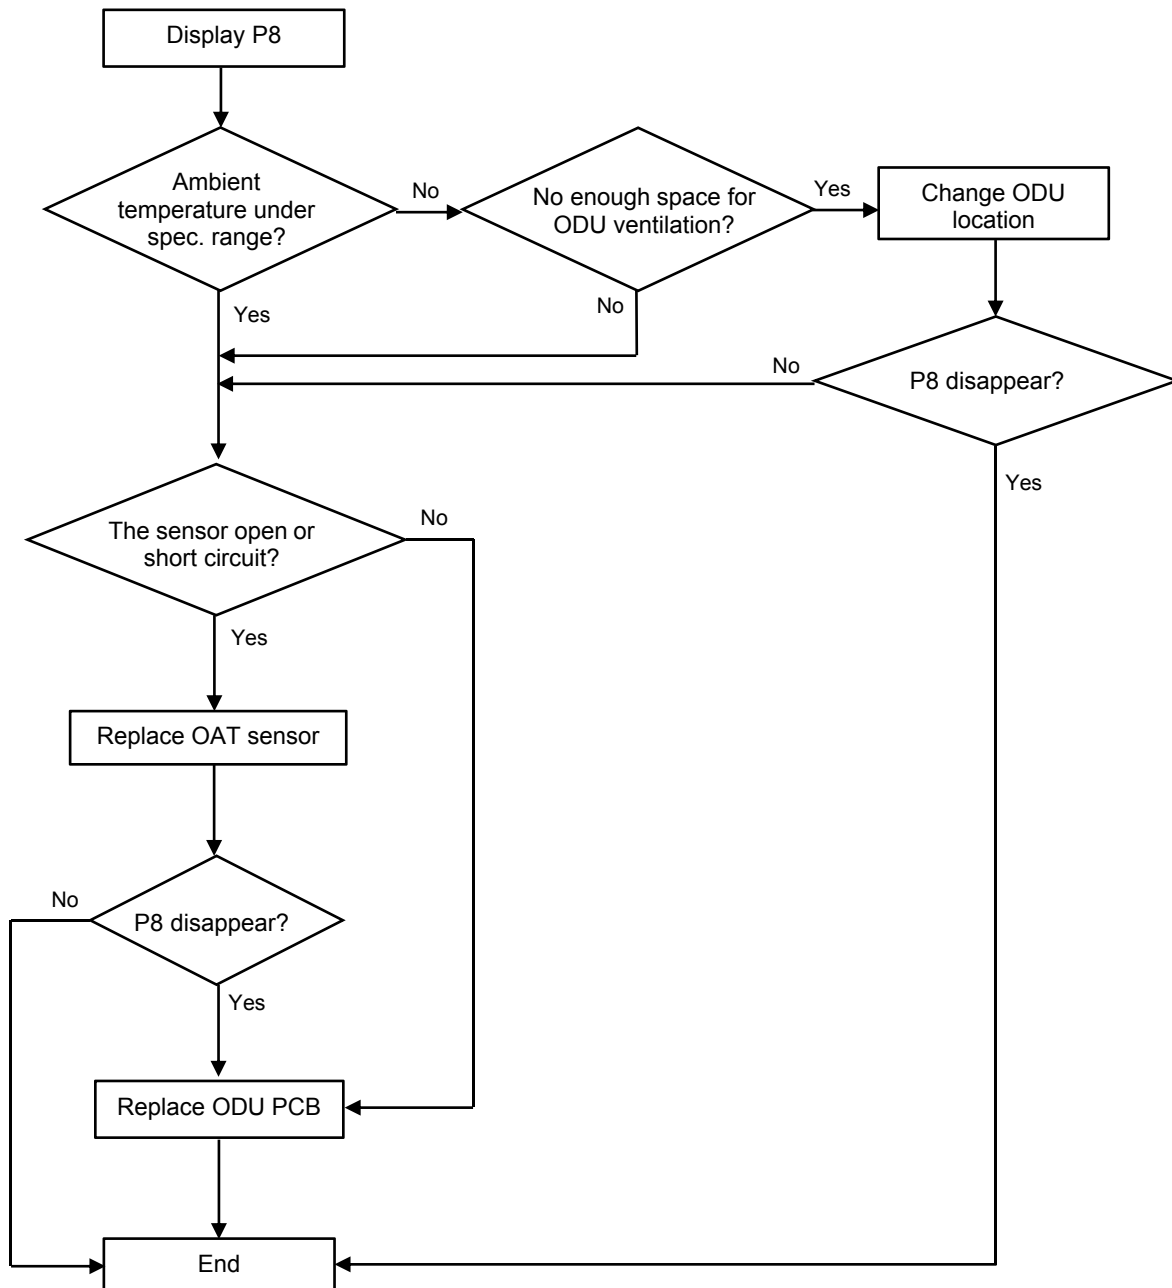 Display P8
Ambient
temperature under
spec. range?
No
No enough space for
ODU ventilation?
Yes
Change ODU
location
Yes
No
No
P8 disappear?
Yes
The sensor open or
short circuit?
No
Yes
Replace OAT sensor
No
P8 disappear?
Yes
Replace ODU PCB
End